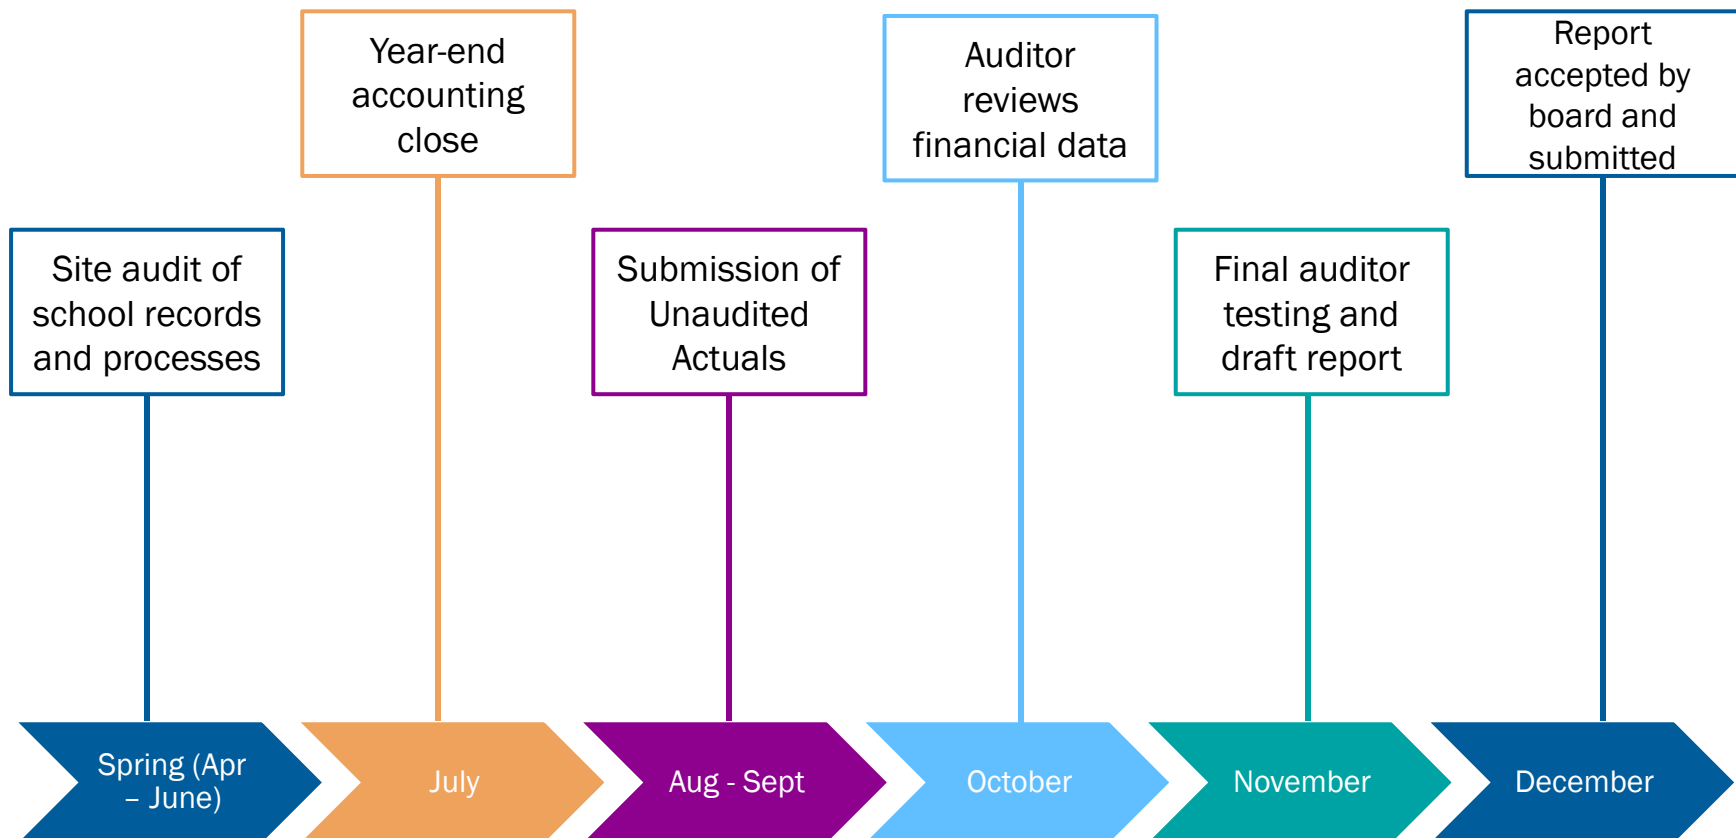 Year-end
accounting
close
Auditor
reviews
financial data
Report
accepted by
board and
submitted
Site audit of
school records
and processes
Submission of
Unaudited
Actuals
Final auditor
testing and
draft report
Spring (Apr
– June)
July
Aug - Sept
October
November
December